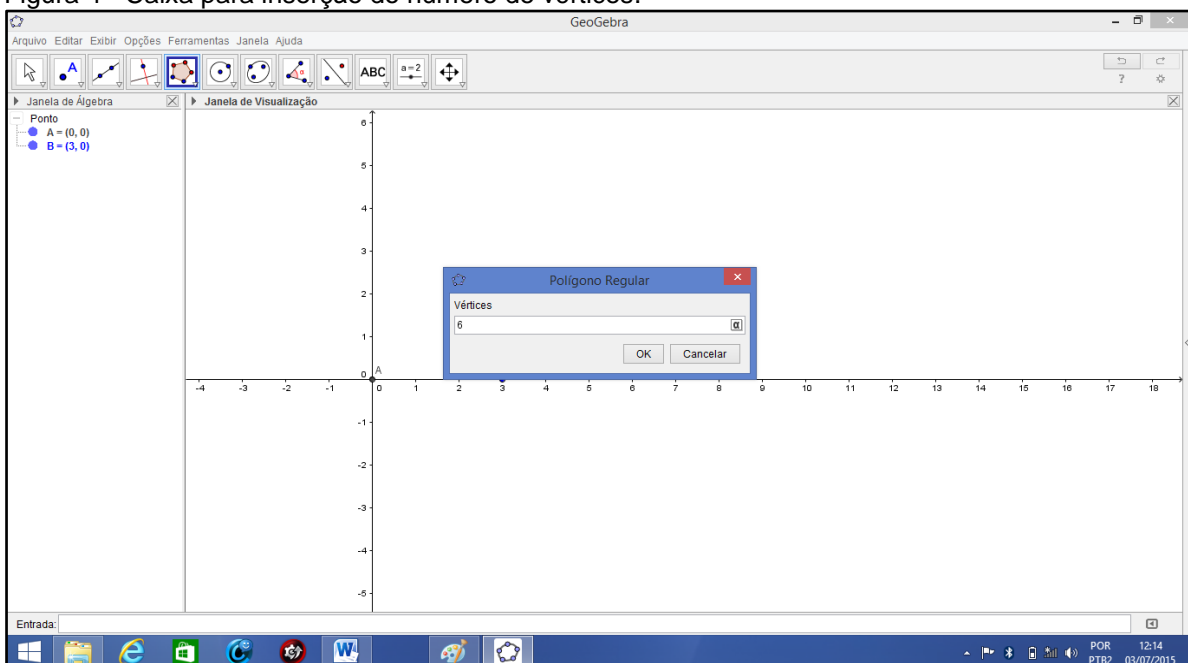 Figura 4 - Caixa para inserção do número de vértices.
GeoGebra
Arquivo Editar Exibir Opções Ferramentas Janela Ajuda
A ABC a=2 ?
Janela de Álgebra
Janela de Visualização
Ponto
A = (0, 0)
B = (3, 0)
6
5
4
3
2
1
0
A
-4 -3 -2 -1 0 1 2 3 4 5 6 7 8 9 10 11 12 13 14 15 16 17 18
-1
-2
-3
-4
-5
Polígono Regular
Vértices
6 α
OK Cancelar
Entrada:
POR 12:14
PTB2 03/07/2015